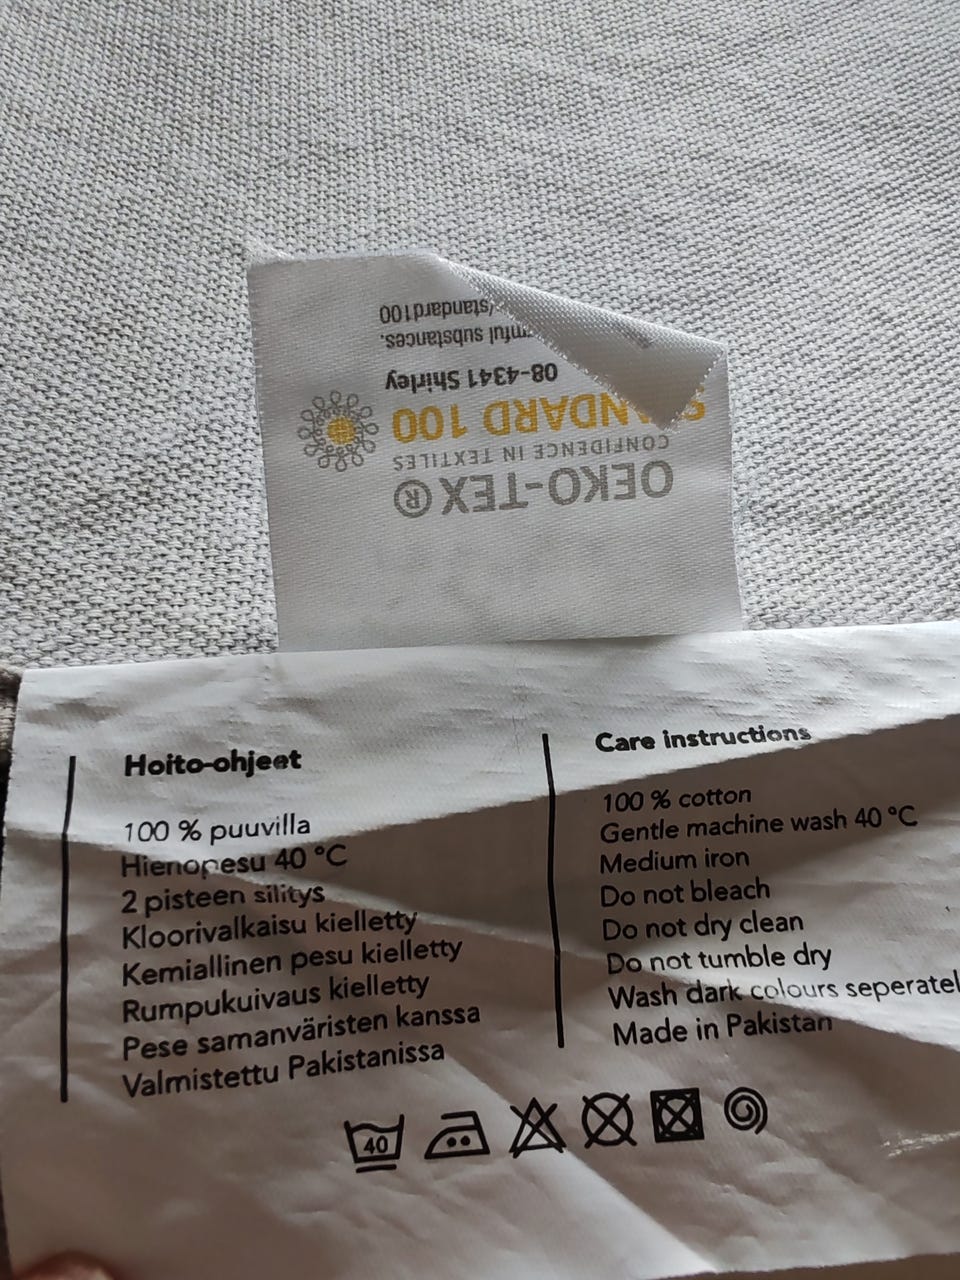 OEKO-TEX®
CONFIDENCE IN TEXTILES
STANDARD 100
08-4341 Shirley
substances.
/standard100
Hoito-ohjeet
100 % puuvilla
Hienopesu 40 °C
2 pisteen silitys
Kloorivalkaisu kielletty
Kemiallinen pesu kielletty
Rumpukuivaus kielletty
Pese samanväristen kanssa
Valmistettu Pakistanissa
Care instructions
100 % cotton
Gentle machine wash 40 °C
Medium iron
Do not bleach
Do not dry clean
Do not tumble dry
Wash dark colours seperatel
Made in Pakistan
40